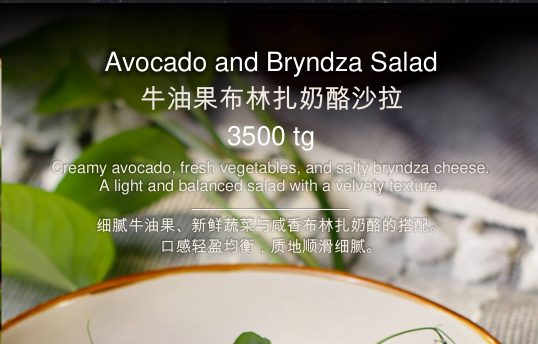 Avocado and Bryndza Salad
牛油果布林扎奶酪沙拉
3500 tg
Creamy avocado, fresh vegetables, and salty bryndza cheese.
A light and balanced salad with a velvety texture.
细腻牛油果、新鲜蔬菜与咸香布林扎奶酪的搭配。
口感轻盈均衡，质地顺滑细腻。